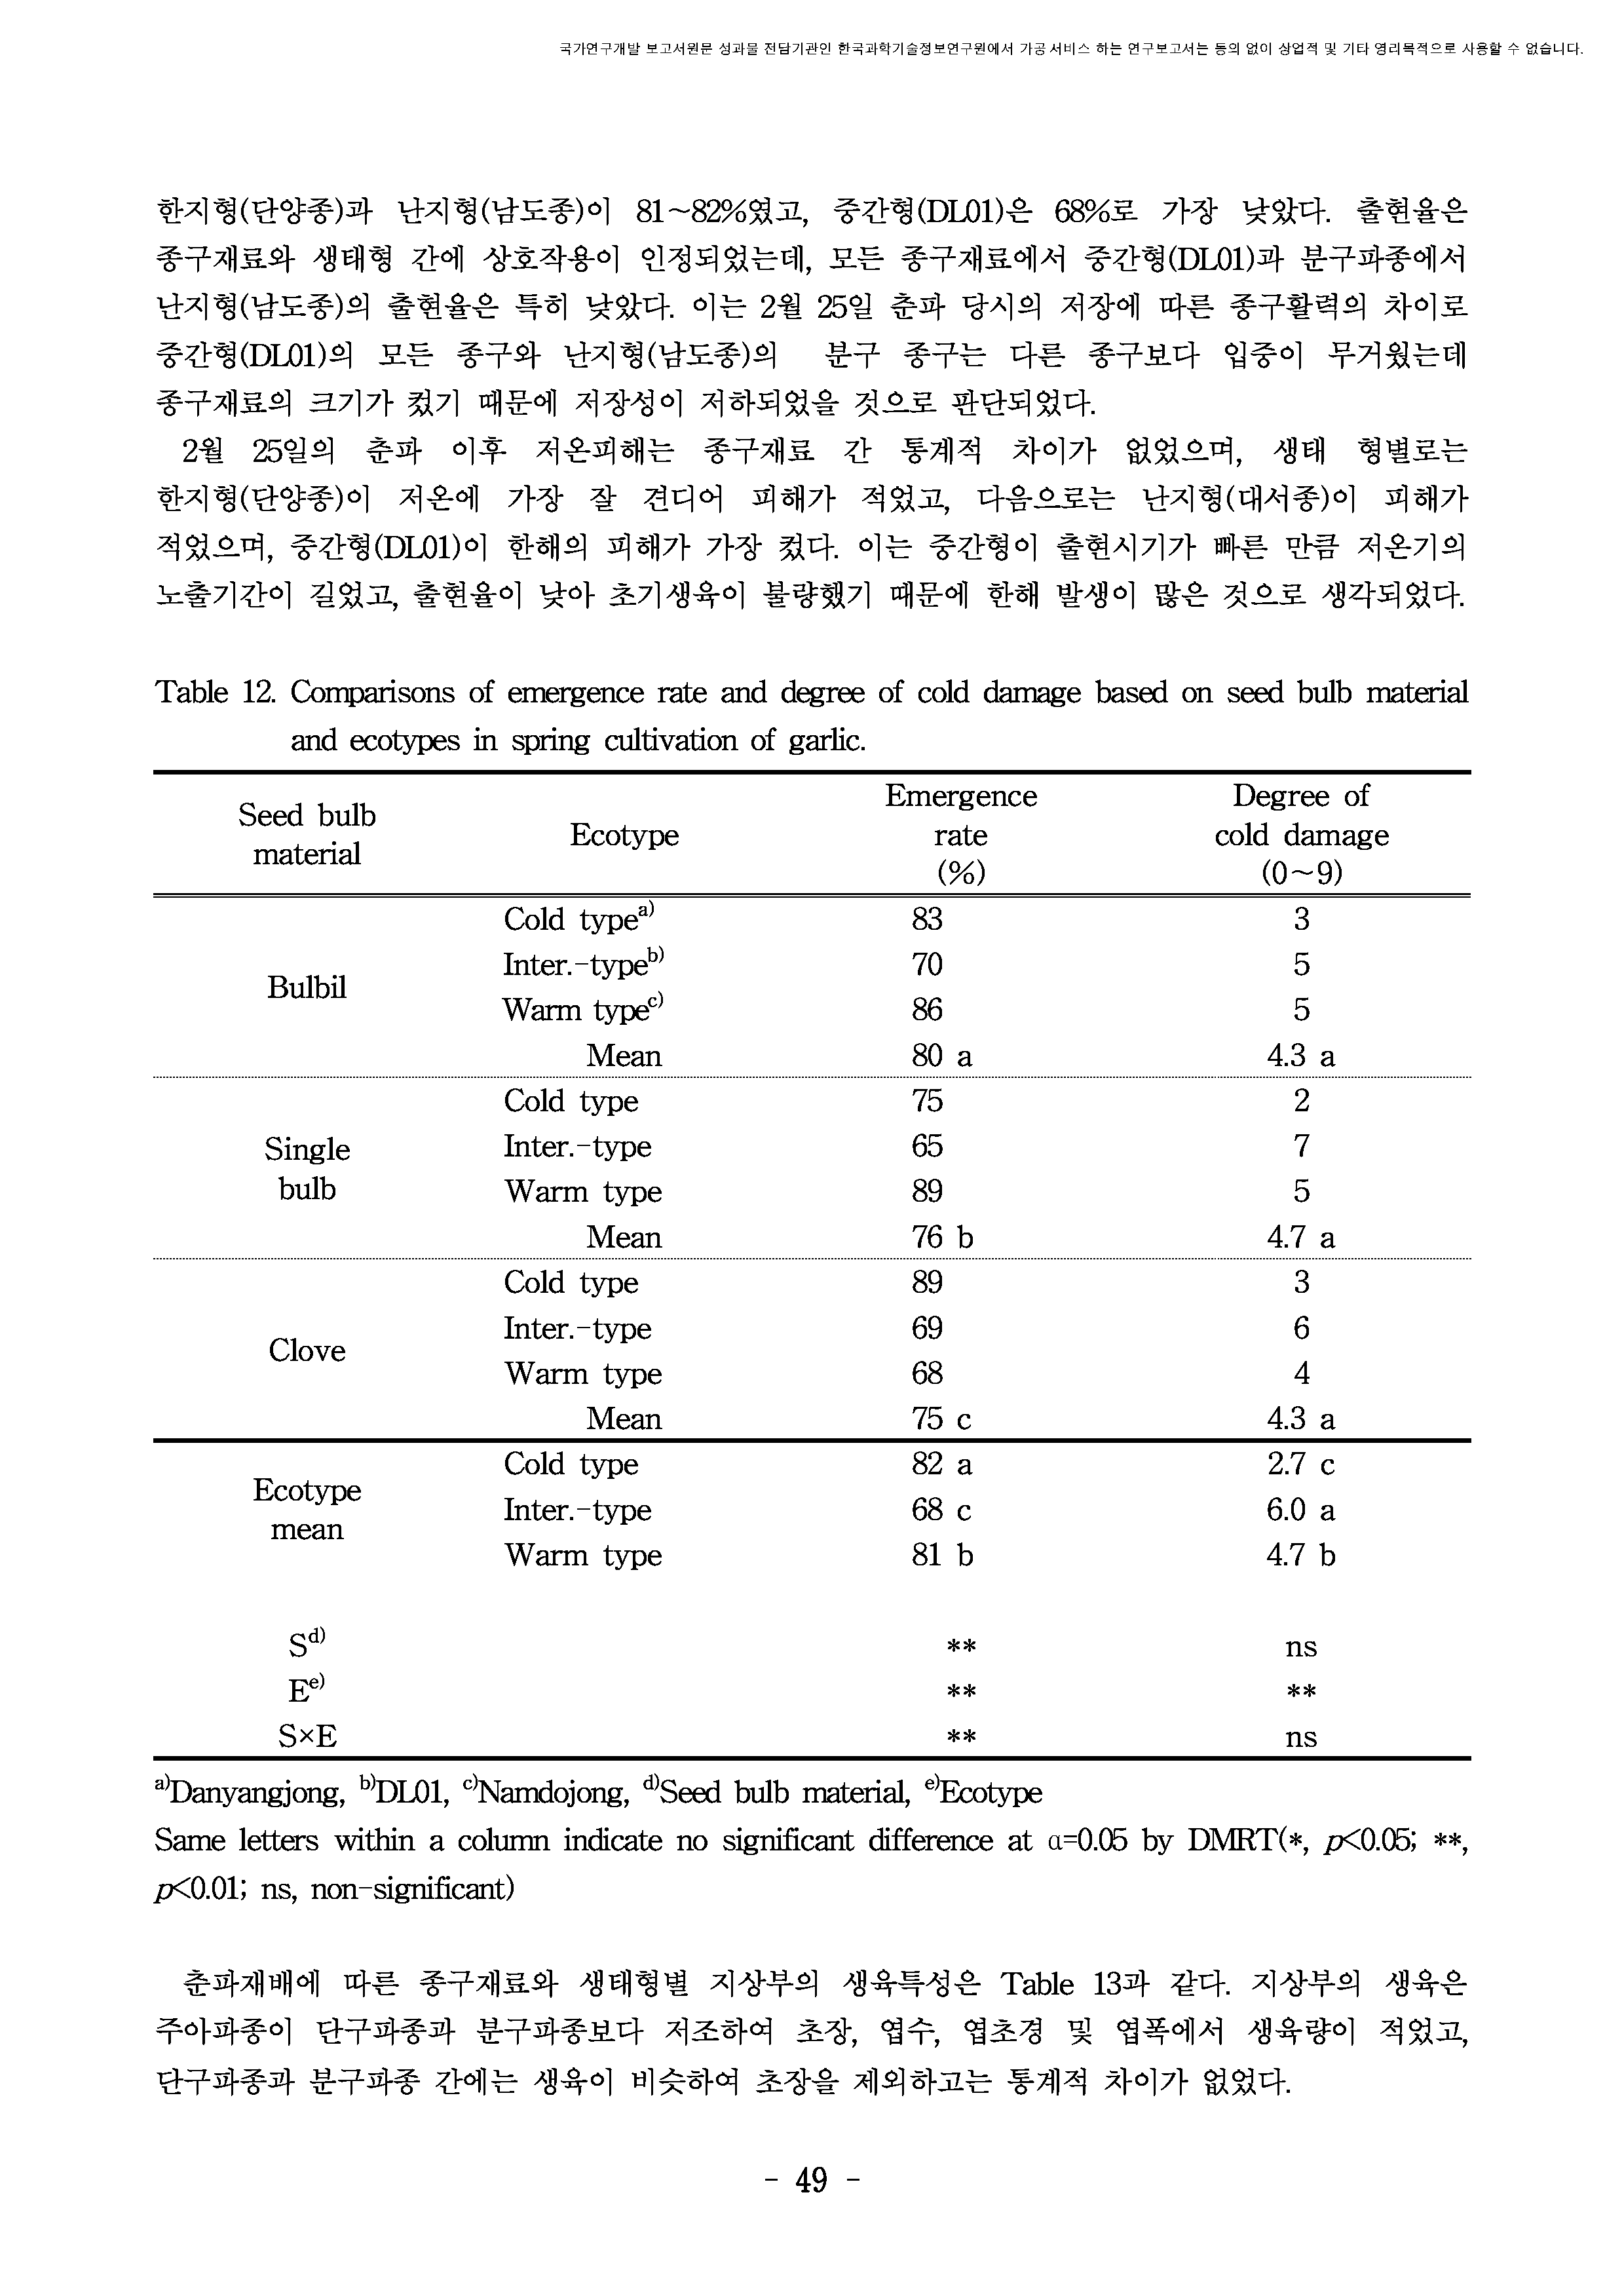 국가연구개발 보고서원문 성과물 전담기관인 한국과학기술정보연구원에서 가공·서비스 하는 연구보고서는 동의 없이 상업적 및 기타 영리목적으로 사용할 수 없습니다.
한지형(단양종)과 난지형(남도종)이 81~82%였고, 중간형(DL01)은 68%로 가장 낮았다. 출현율은
종구재료와 생태형 간에 상호작용이 인정되었는데, 모든 종구재료에서 중간형(DL01)과 분구파종에서
난지형(남도종)의 출현율은 특히 낮았다. 이는 2월 25일 춘파 당시의 저장에 따른 종구활력의 차이로
중간형(DL01)의 모든 종구와 난지형(남도종)의 분구 종구는 다른 종구보다 입중이 무거웠는데
종구재료의 크기가 컸기 때문에 저장성이 저하되었을 것으로 판단되었다.
2월 25일의 춘파 이후 저온피해는 종구재료 간 통계적 차이가 없었으며, 생태 형별로는
한지형(단양종)이 저온에 가장 잘 견디어 피해가 적었고, 다음으로는 난지형(대서종)이 피해가
적었으며, 중간형(DL01)이 한해의 피해가 가장 컸다. 이는 중간형이 출현시기가 빠른 만큼 저온기의
노출기간이 길었고, 출현율이 낮아 초기생육이 불량했기 때문에 한해 발생이 많은 것으로 생각되었다.
Table 12. Comparisons of emergence rate and degree of cold damage based on seed bulb material
and ecotypes in spring cultivation of garlic.
Seed bulb material Ecotype Emergence rate (%) Degree of cold damage (0~9)
Bulbil
Cold type^a) 83 3
Inter.-type^b) 70 5
Warm type^c) 86 5
Mean 80 a 4.3 a
Single bulb
Cold type 75 2
Inter.-type 65 7
Warm type 89 5
Mean 76 b 4.7 a
Clove
Cold type 89 3
Inter.-type 69 6
Warm type 68 4
Mean 75 c 4.3 a
Ecotype mean
Cold type 82 a 2.7 c
Inter.-type 68 c 6.0 a
Warm type 81 b 4.7 b
S^d) ** ns
E^e) ** **
S×E ** ns
^a)Danyangjong, ^b)DL01, ^c)Namdojong, ^d)Seed bulb material, ^e)Ecotype
Same letters within a column indicate no significant difference at α=0.05 by DMRT(*, p<0.05; **,
p<0.01; ns, non-significant)
춘파재배에 따른 종구재료와 생태형별 지상부의 생육특성은 Table 13과 같다. 지상부의 생육은
주아파종이 단구파종과 분구파종보다 저조하여 초장, 엽수, 엽초경 및 엽폭에서 생육량이 적었고,
단구파종과 분구파종 간에는 생육이 비슷하여 초장을 제외하고는 통계적 차이가 없었다.
- 49 -